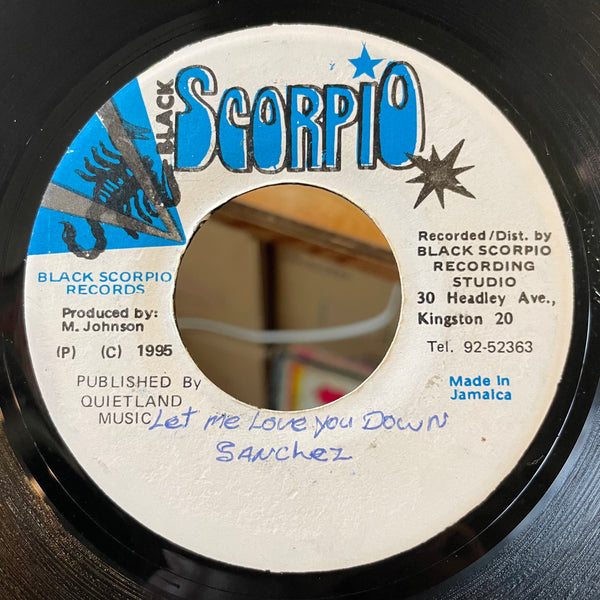 BLACK
SCORPIO
BLACK SCORPIO
RECORDS
Produced by:
M. Johnson
(P) (C) 1995
PUBLISHED By
QUIETLAND
MUSIC
Recorded/Dist. by
BLACK SCORPIO
RECORDING
STUDIO
30 Headley Ave.,
Kingston 20
Tel. 92-52363
Made In
Jamaica
Let me Love you Down
SANchez